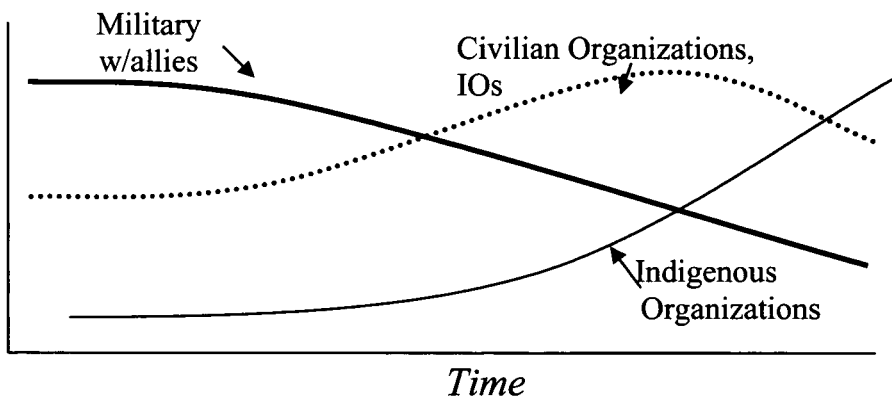 Military
w/allies
Civilian Organizations,
IOs
Indigenous
Organizations
Time